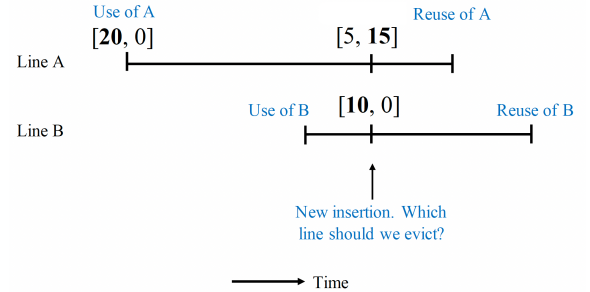 Use of A
Reuse of A
[20, 0]
[5, 15]
Line A
Use of B
[10, 0]
Reuse of B
Line B
New insertion. Which
line should we evict?
Time